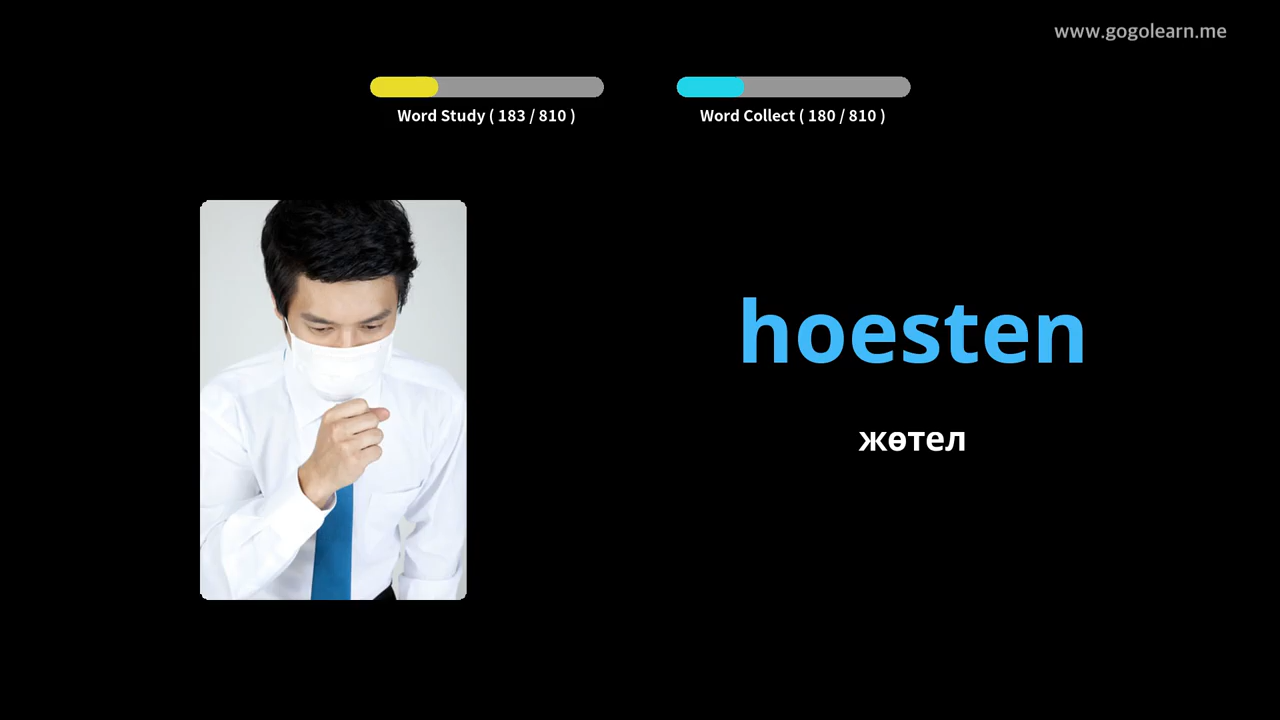 www.gogolearn.me
Word Study ( 183 / 810 )
Word Collect ( 180 / 810 )
hoesten
жөтел